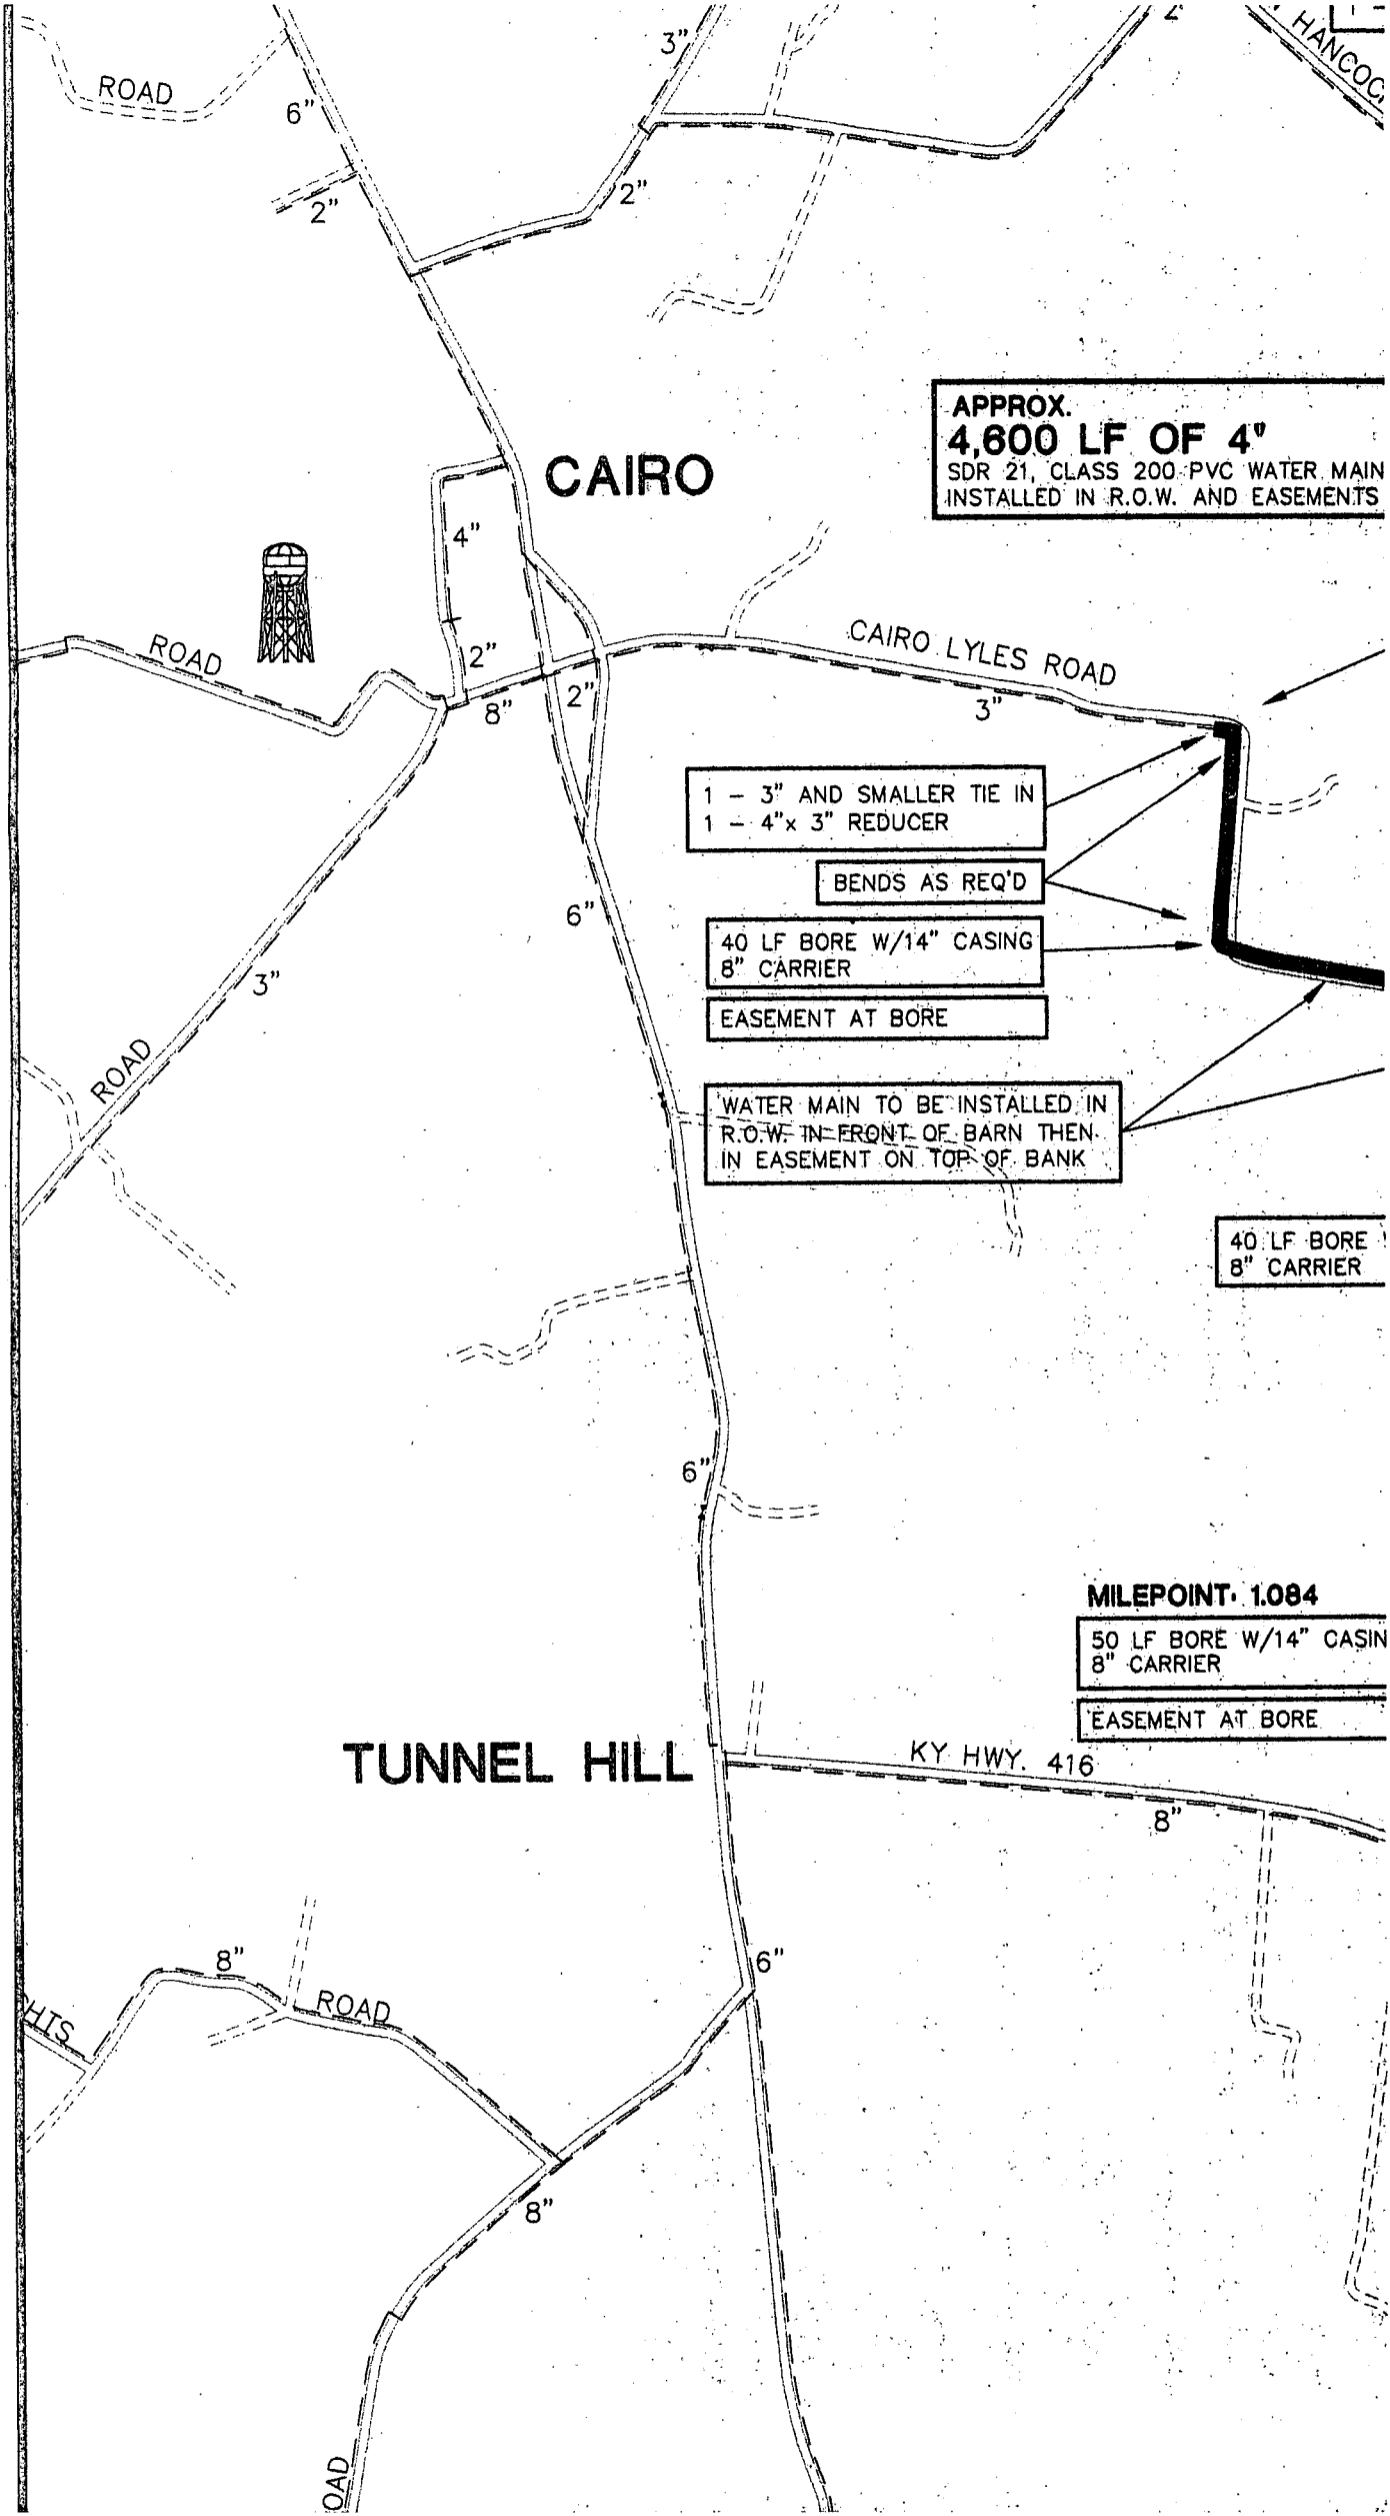 HANCOC
3"
ROAD
6"
2"
2"
APPROX.
4,600 LF OF 4"
SDR 21, CLASS 200 PVC WATER MAIN
INSTALLED IN R.O.W. AND EASEMENTS
CAIRO
4"
ROAD
CAIRO LYLES ROAD
2"
8"
2"
3"
1 - 3" AND SMALLER TIE IN
1 - 4"x 3" REDUCER
BENDS AS REQ'D
6"
40 LF BORE W/14" CASING
8" CARRIER
3"
EASEMENT AT BORE
ROAD
WATER MAIN TO BE INSTALLED IN
R.O.W. IN FRONT OF BARN THEN
IN EASEMENT ON TOP OF BANK
40 LF BORE
8" CARRIER
6"
MILEPOINT: 1.084
50 LF BORE W/14" CASIN
8" CARRIER
EASEMENT AT BORE
TUNNEL HILL
KY HWY. 416
8"
8"
6"
HTS
ROAD
8"
OAD